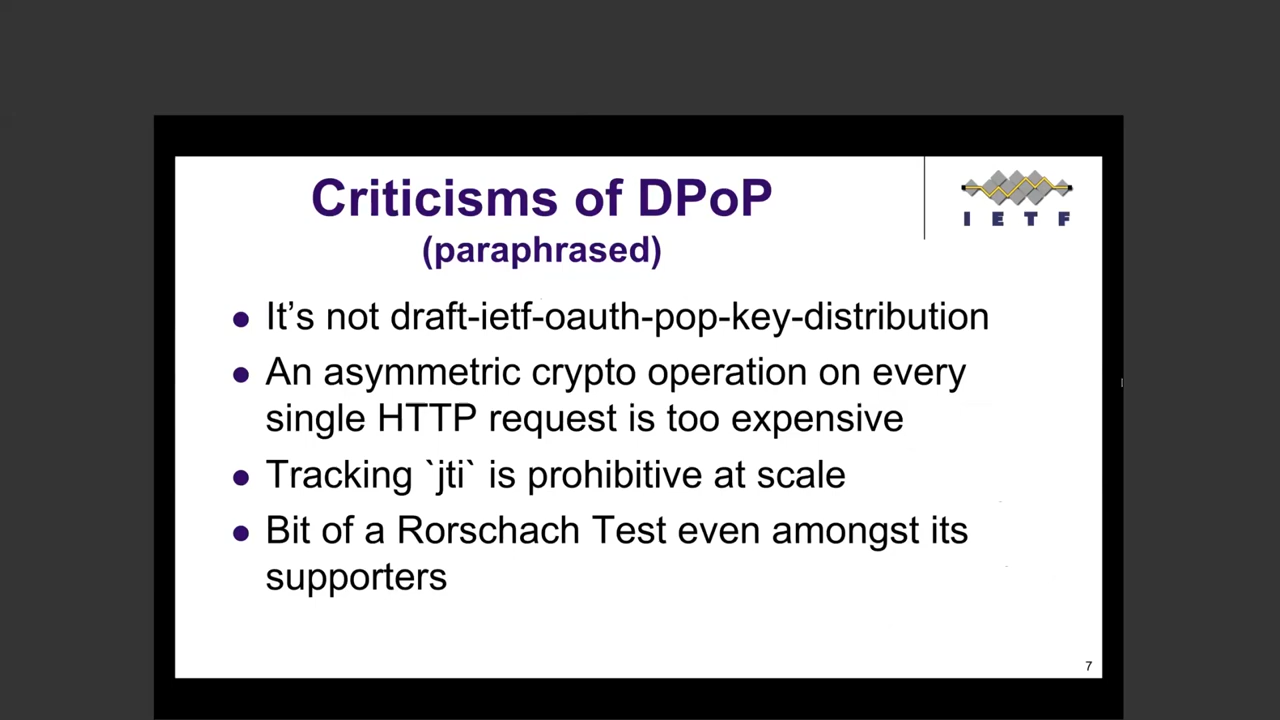 Criticisms of DPoP
(paraphrased)
I E T F
● It’s not draft-ietf-oauth-pop-key-distribution
● An asymmetric crypto operation on every
single HTTP request is too expensive
● Tracking `jti` is prohibitive at scale
● Bit of a Rorschach Test even amongst its
supporters
7